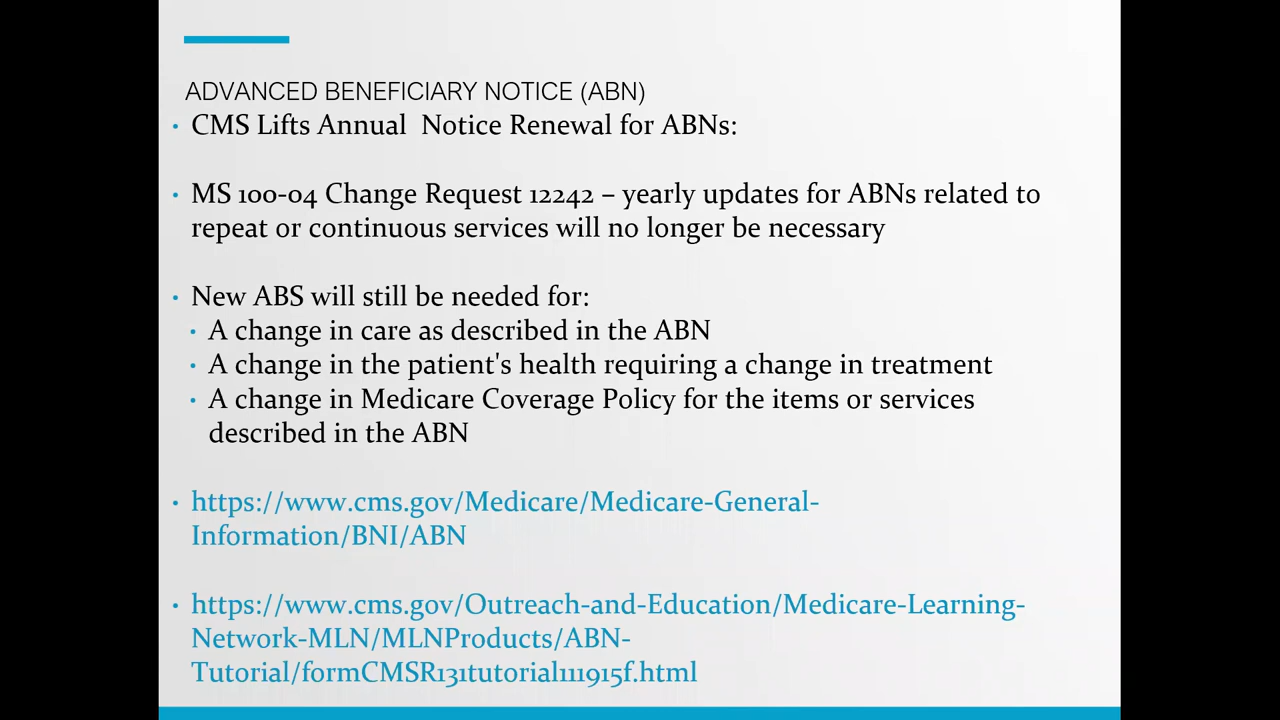 ADVANCED BENEFICIARY NOTICE (ABN)
• CMS Lifts Annual  Notice Renewal for ABNs:
• MS 100-04 Change Request 12242 – yearly updates for ABNs related to
repeat or continuous services will no longer be necessary
• New ABS will still be needed for:
• A change in care as described in the ABN
• A change in the patient's health requiring a change in treatment
• A change in Medicare Coverage Policy for the items or services
described in the ABN
• https://www.cms.gov/Medicare/Medicare-General-
Information/BNI/ABN
• https://www.cms.gov/Outreach-and-Education/Medicare-Learning-
Network-MLN/MLNProducts/ABN-
Tutorial/formCMSR131tutorial111915f.html